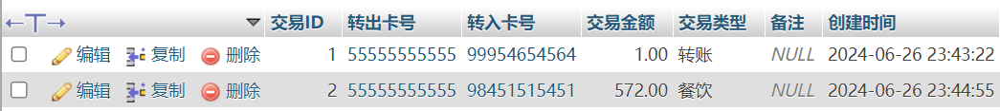 ←T→ 交易ID 转出卡号 转入卡号 交易金额 交易类型 备注 创建时间
编辑 复制 删除 1 55555555555 99954654564 1.00 转账 NULL 2024-06-26 23:43:22
编辑 复制 删除 2 55555555555 98451515451 572.00 餐饮 NULL 2024-06-26 23:44:55